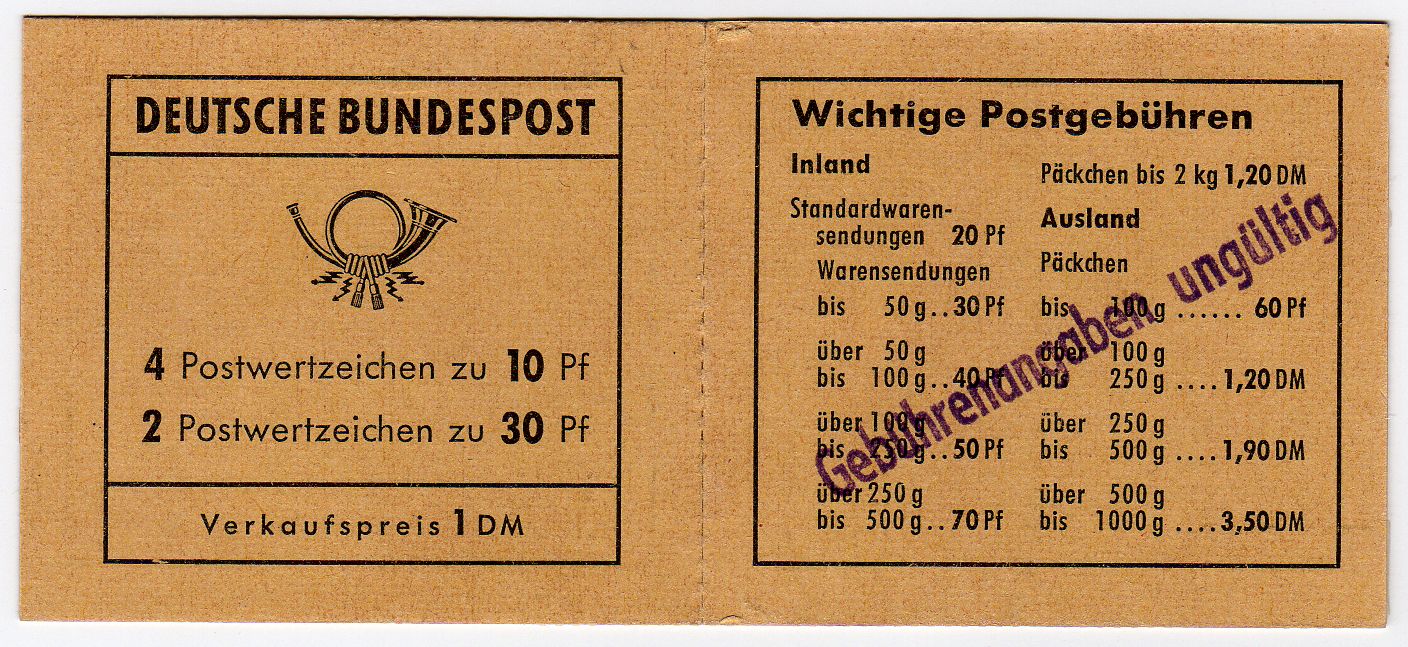 DEUTSCHE BUNDESPOST
4 Postwertzeichen zu 10 Pf
2 Postwertzeichen zu 30 Pf
Verkaufspreis 1 DM
Wichtige Postgebühren
Inland
Standardwaren-
sendungen 20 Pf
Warensendungen
bis 50 g..30 Pf
über 50 g
bis 100 g..40 Pf
über 100 g
bis 250 g..50 Pf
über 250 g
bis 500 g..70 Pf
Päckchen bis 2 kg 1,20 DM
Ausland
Päckchen
bis 100 g ...... 60 Pf
über 100 g
bis 250 g ....1,20 DM
über 250 g
bis 500 g ....1,90 DM
über 500 g
bis 1000 g ....3,50 DM
Gebührenangaben ungültig